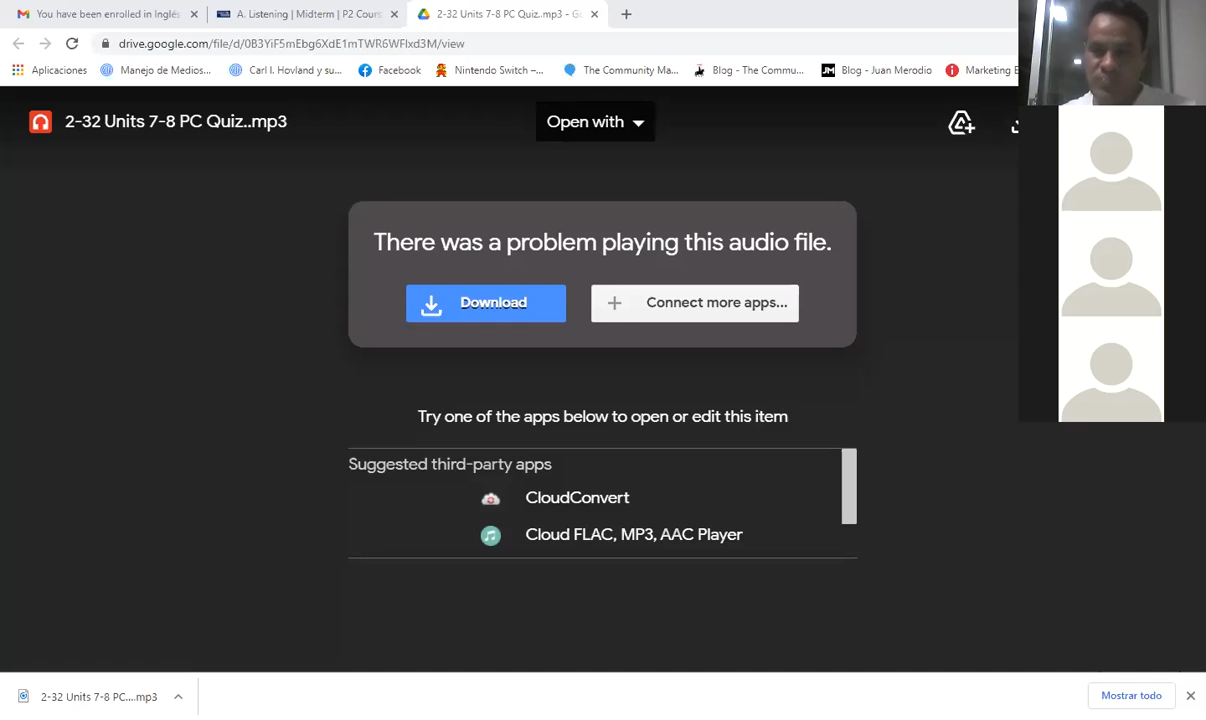 You have been enrolled in Inglés
A. Listening | Midterm | P2 Cours
2-32 Units 7-8 PC Quiz..mp3 - Go
drive.google.com/file/d/0B3YiF5mEbg6XdE1mTWR6WFlxd3M/view
Aplicaciones
Manejo de Medios...
Carl I. Hovland y su...
Facebook
Nintendo Switch –...
The Community Ma...
Blog - The Commu...
JM
Blog - Juan Merodio
Marketing E
2-32 Units 7-8 PC Quiz..mp3
Open with
There was a problem playing this audio file.
Download
Connect more apps...
Try one of the apps below to open or edit this item
Suggested third-party apps
CloudConvert
Cloud FLAC, MP3, AAC Player
2-32 Units 7-8 PC....mp3
Mostrar todo